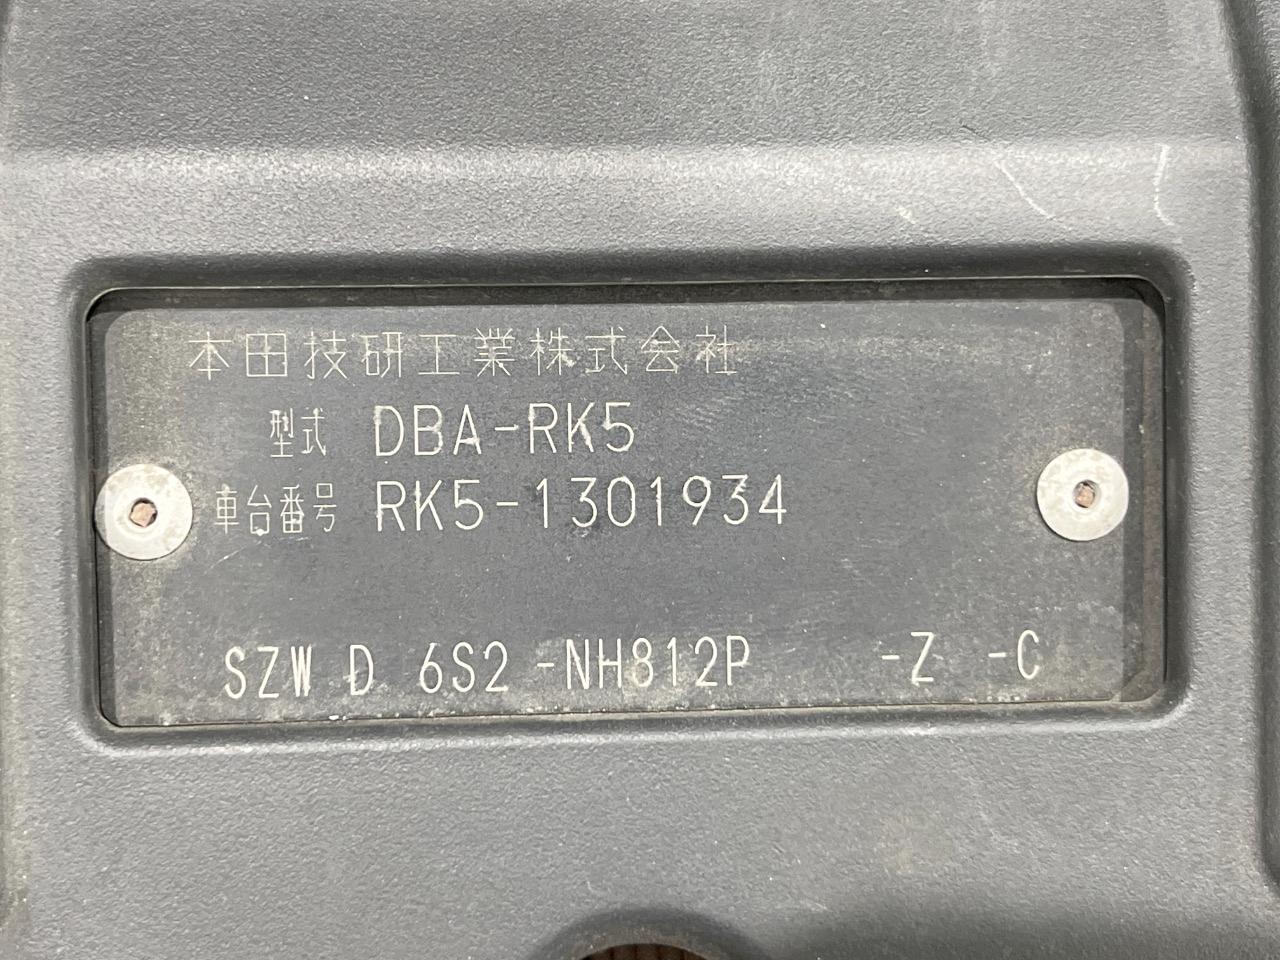 本田技研工業株式会社
型式 DBA-RK5
車台番号 RK5-1301934
SZW D 6S2 -NH812P -Z -C